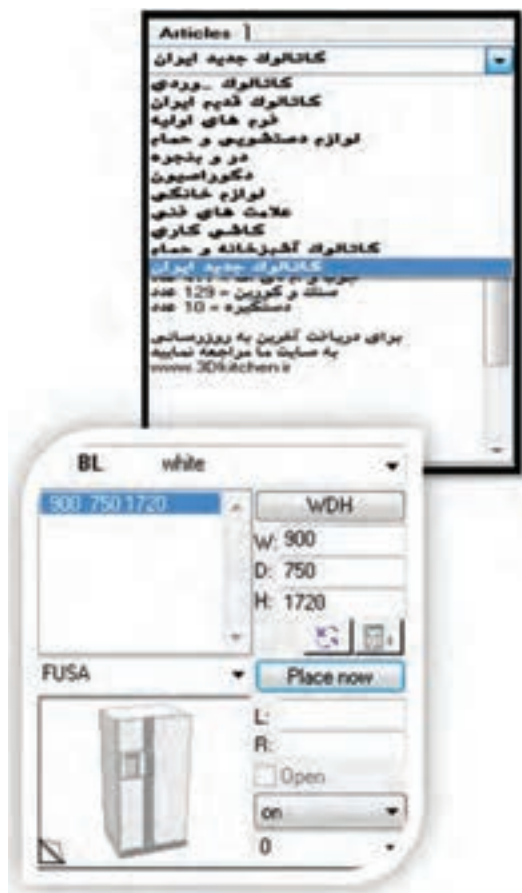 Articles
کاتالوگ جدید ایران
کاتالوگ _وردی
کاتالوگ قدیم ایران
فرم های اولیه
لوازم دستشویی و حمام
در و پنجره
دکوراسیون
لوازم خانگی
علامت های فنی
کاشی کاری
کاتالوگ آشپزخانه و حمام
کاتالوگ جدید ایران
سنگ و کورین = 129 عدد
دستگیره = 10 عدد
برای دریافت آخرین به روزرسانی
به سایت ما مراجعه نمایید
www.3Dkitchen.ir
BL white
900 750 1720
WDH
W: 900
D: 750
H: 1720
FUSA
Place now
L:
R:
Open
on
0